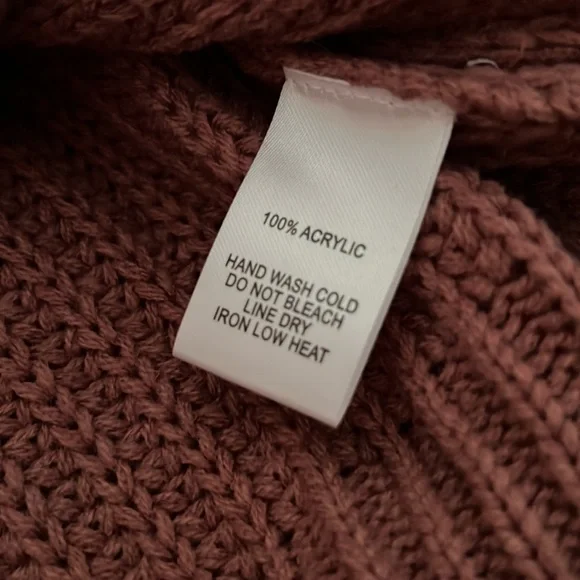 100% ACRYLIC
HAND WASH COLD
DO NOT BLEACH
LINE DRY
IRON LOW HEAT